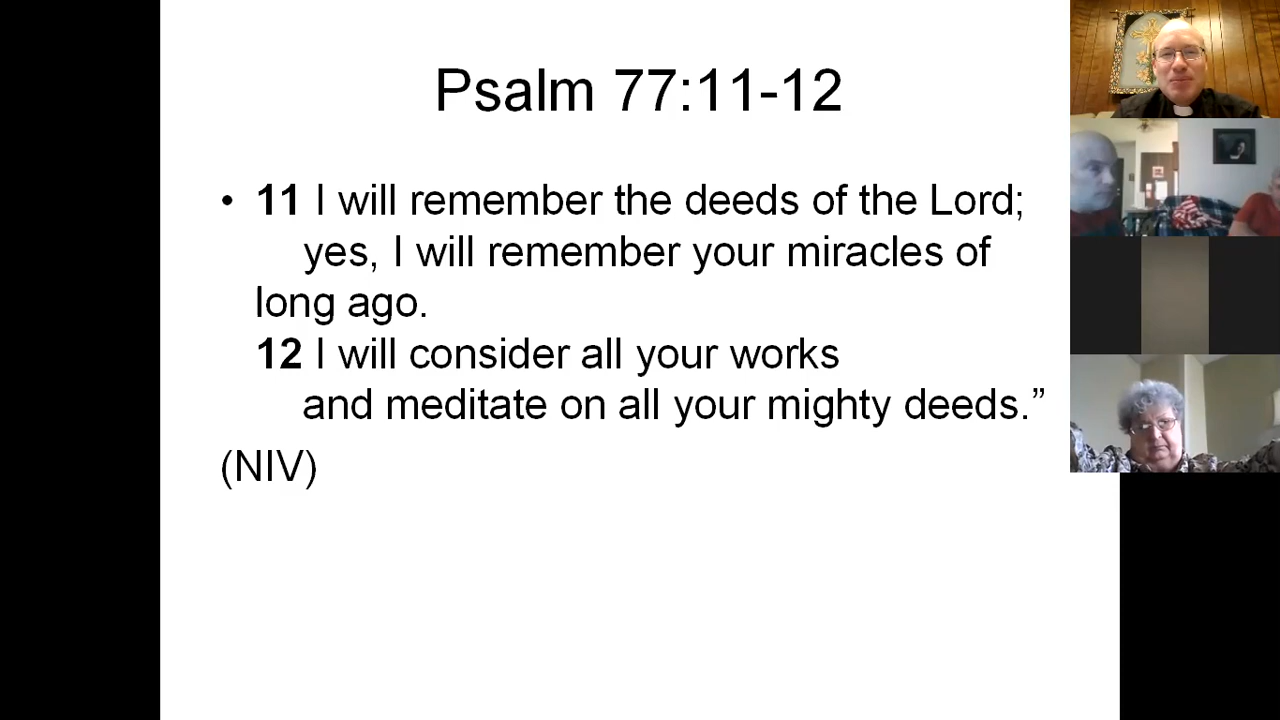 Psalm 77:11-12
• 11 I will remember the deeds of the Lord;
yes, I will remember your miracles of
long ago.
12 I will consider all your works
and meditate on all your mighty deeds.”
(NIV)